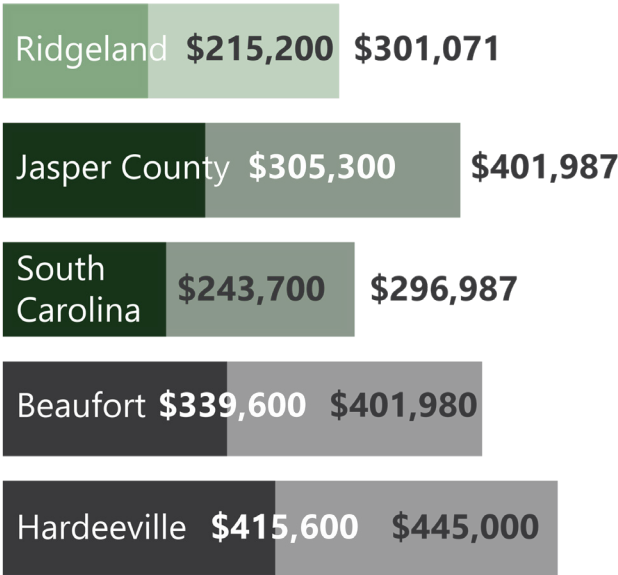 Ridgeland $215,200 $301,071
Jasper County $305,300 $401,987
South
Carolina $243,700 $296,987
Beaufort $339,600 $401,980
Hardeeville $415,600 $445,000